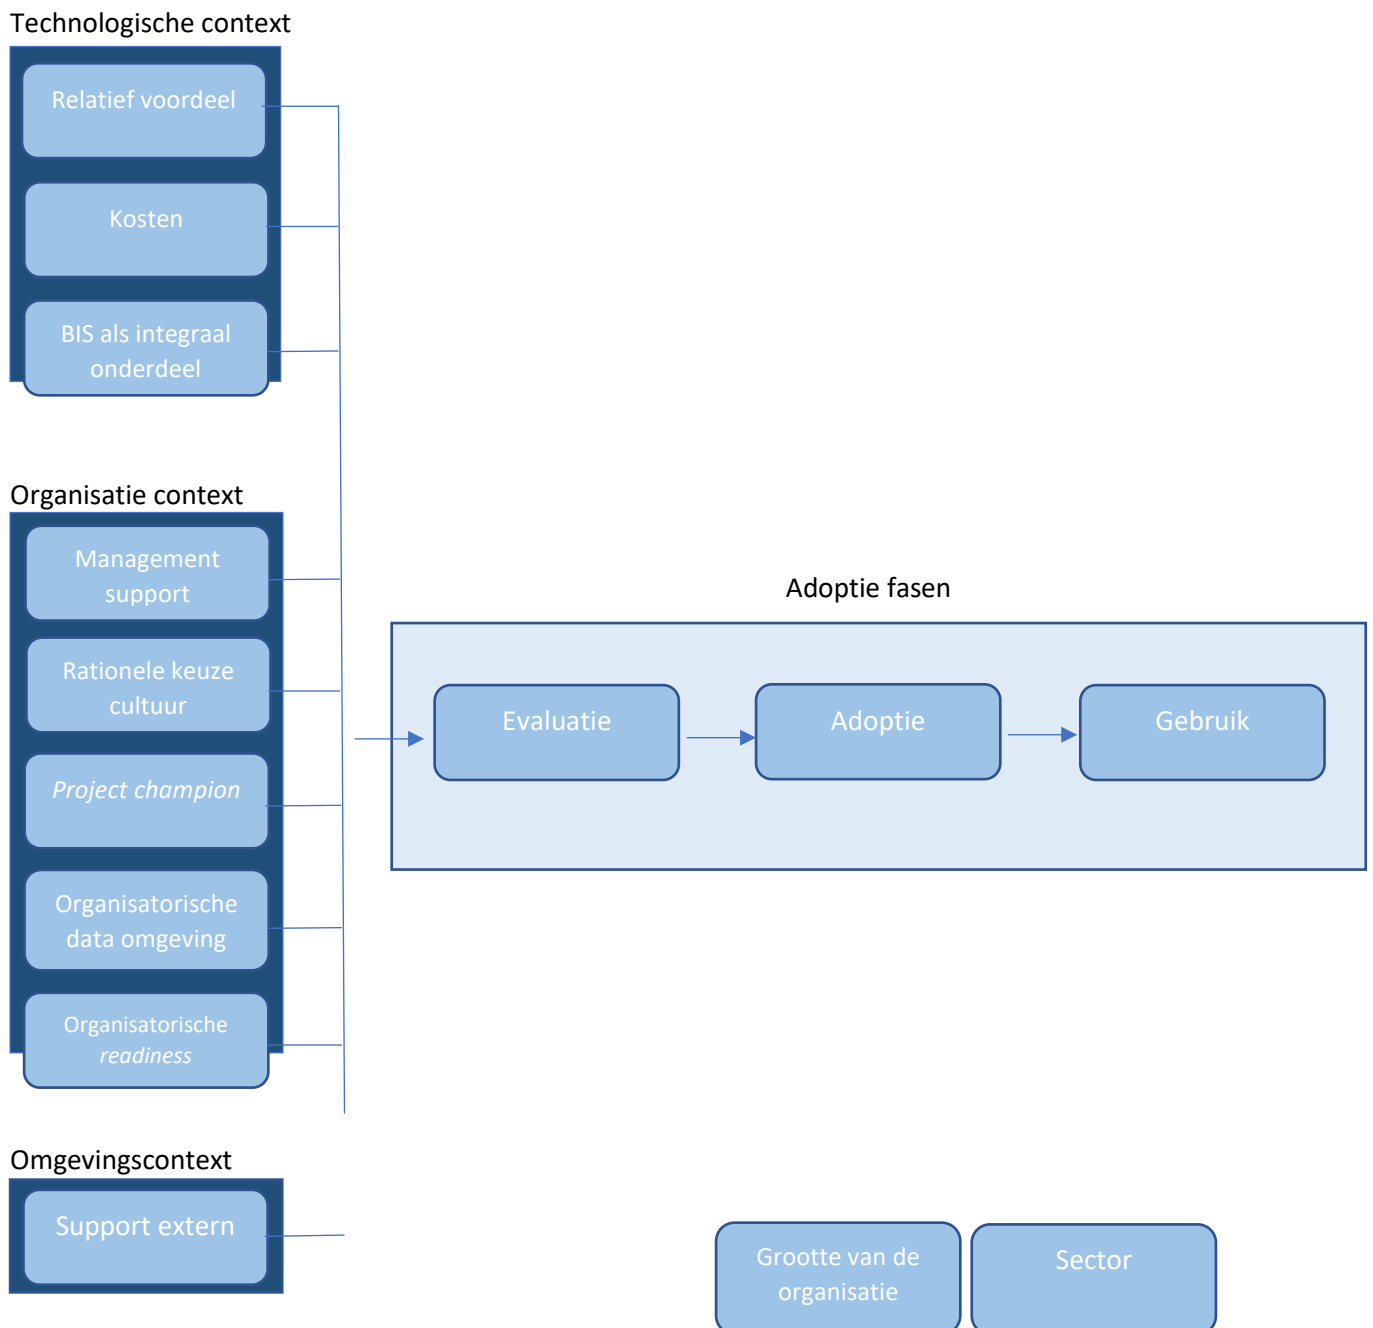 Technologische context
Relatief voordeel
Kosten
BIS als integraal
onderdeel
Organisatie context
Management
support
Rationele keuze
cultuur
Project champion
Organisatorische
data omgeving
Organisatorische
readiness
Adoptie fasen
Evaluatie
Adoptie
Gebruik
Omgevingscontext
Support extern
Grootte van de
organisatie
Sector